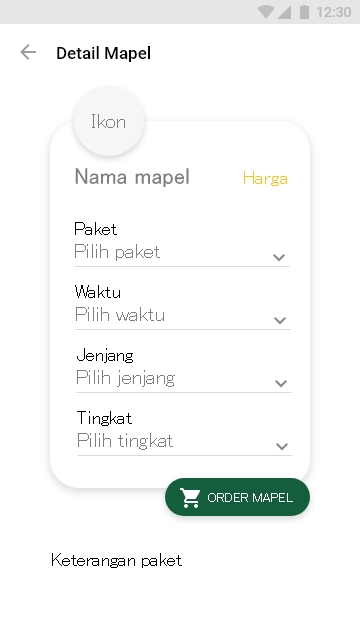 12:30
Detail Mapel
Ikon
Nama mapel
Harga
Paket
Pilih paket
Waktu
Pilih waktu
Jenjang
Pilih jenjang
Tingkat
Pilih tingkat
ORDER MAPEL
Keterangan paket